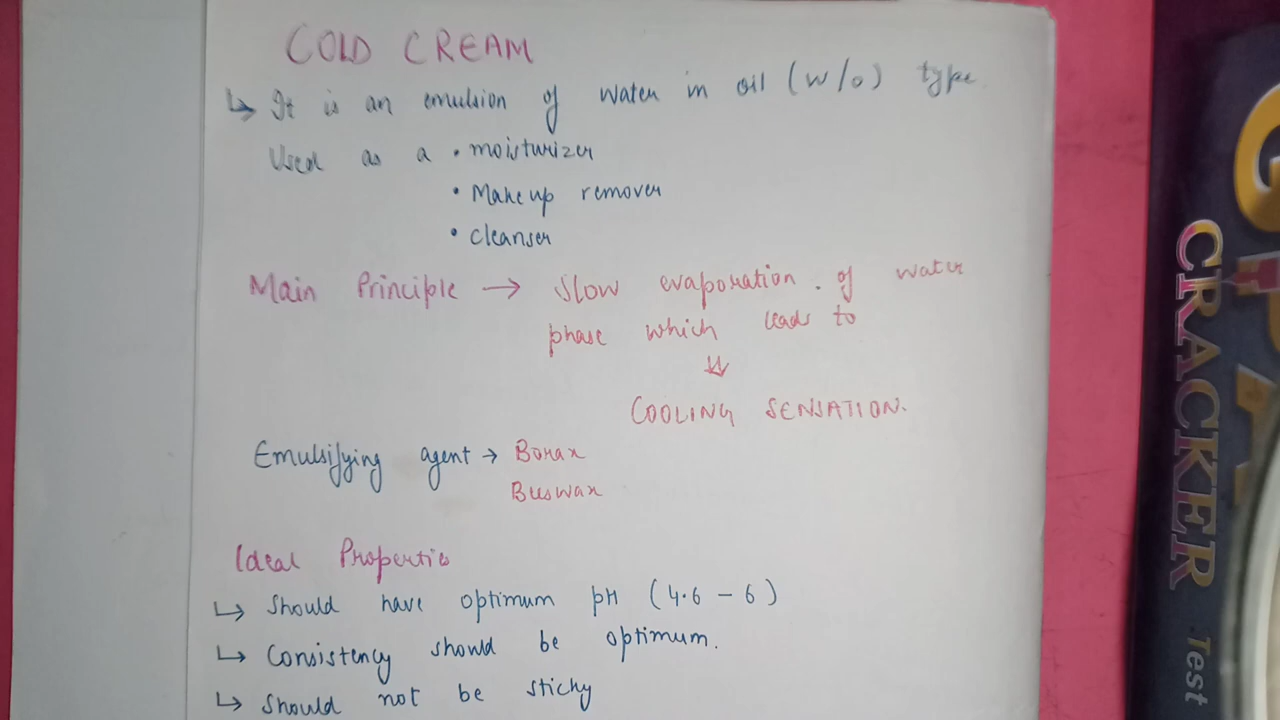 COLD CREAM
↳ It is an emulsion of water in oil (w/o) type
Used as a • moisturizer
• Makeup remover
• cleanser
Main Principle → Slow evaporation . of water
phase which leads to
⇓
COOLING SENSATION.
Emulsifying agent → Borax
Beeswax
Ideal Properties
↳ Should have optimum pH (4.6 – 6)
↳ Consistency should be optimum.
↳ Should not be sticky
CRACKER
Test